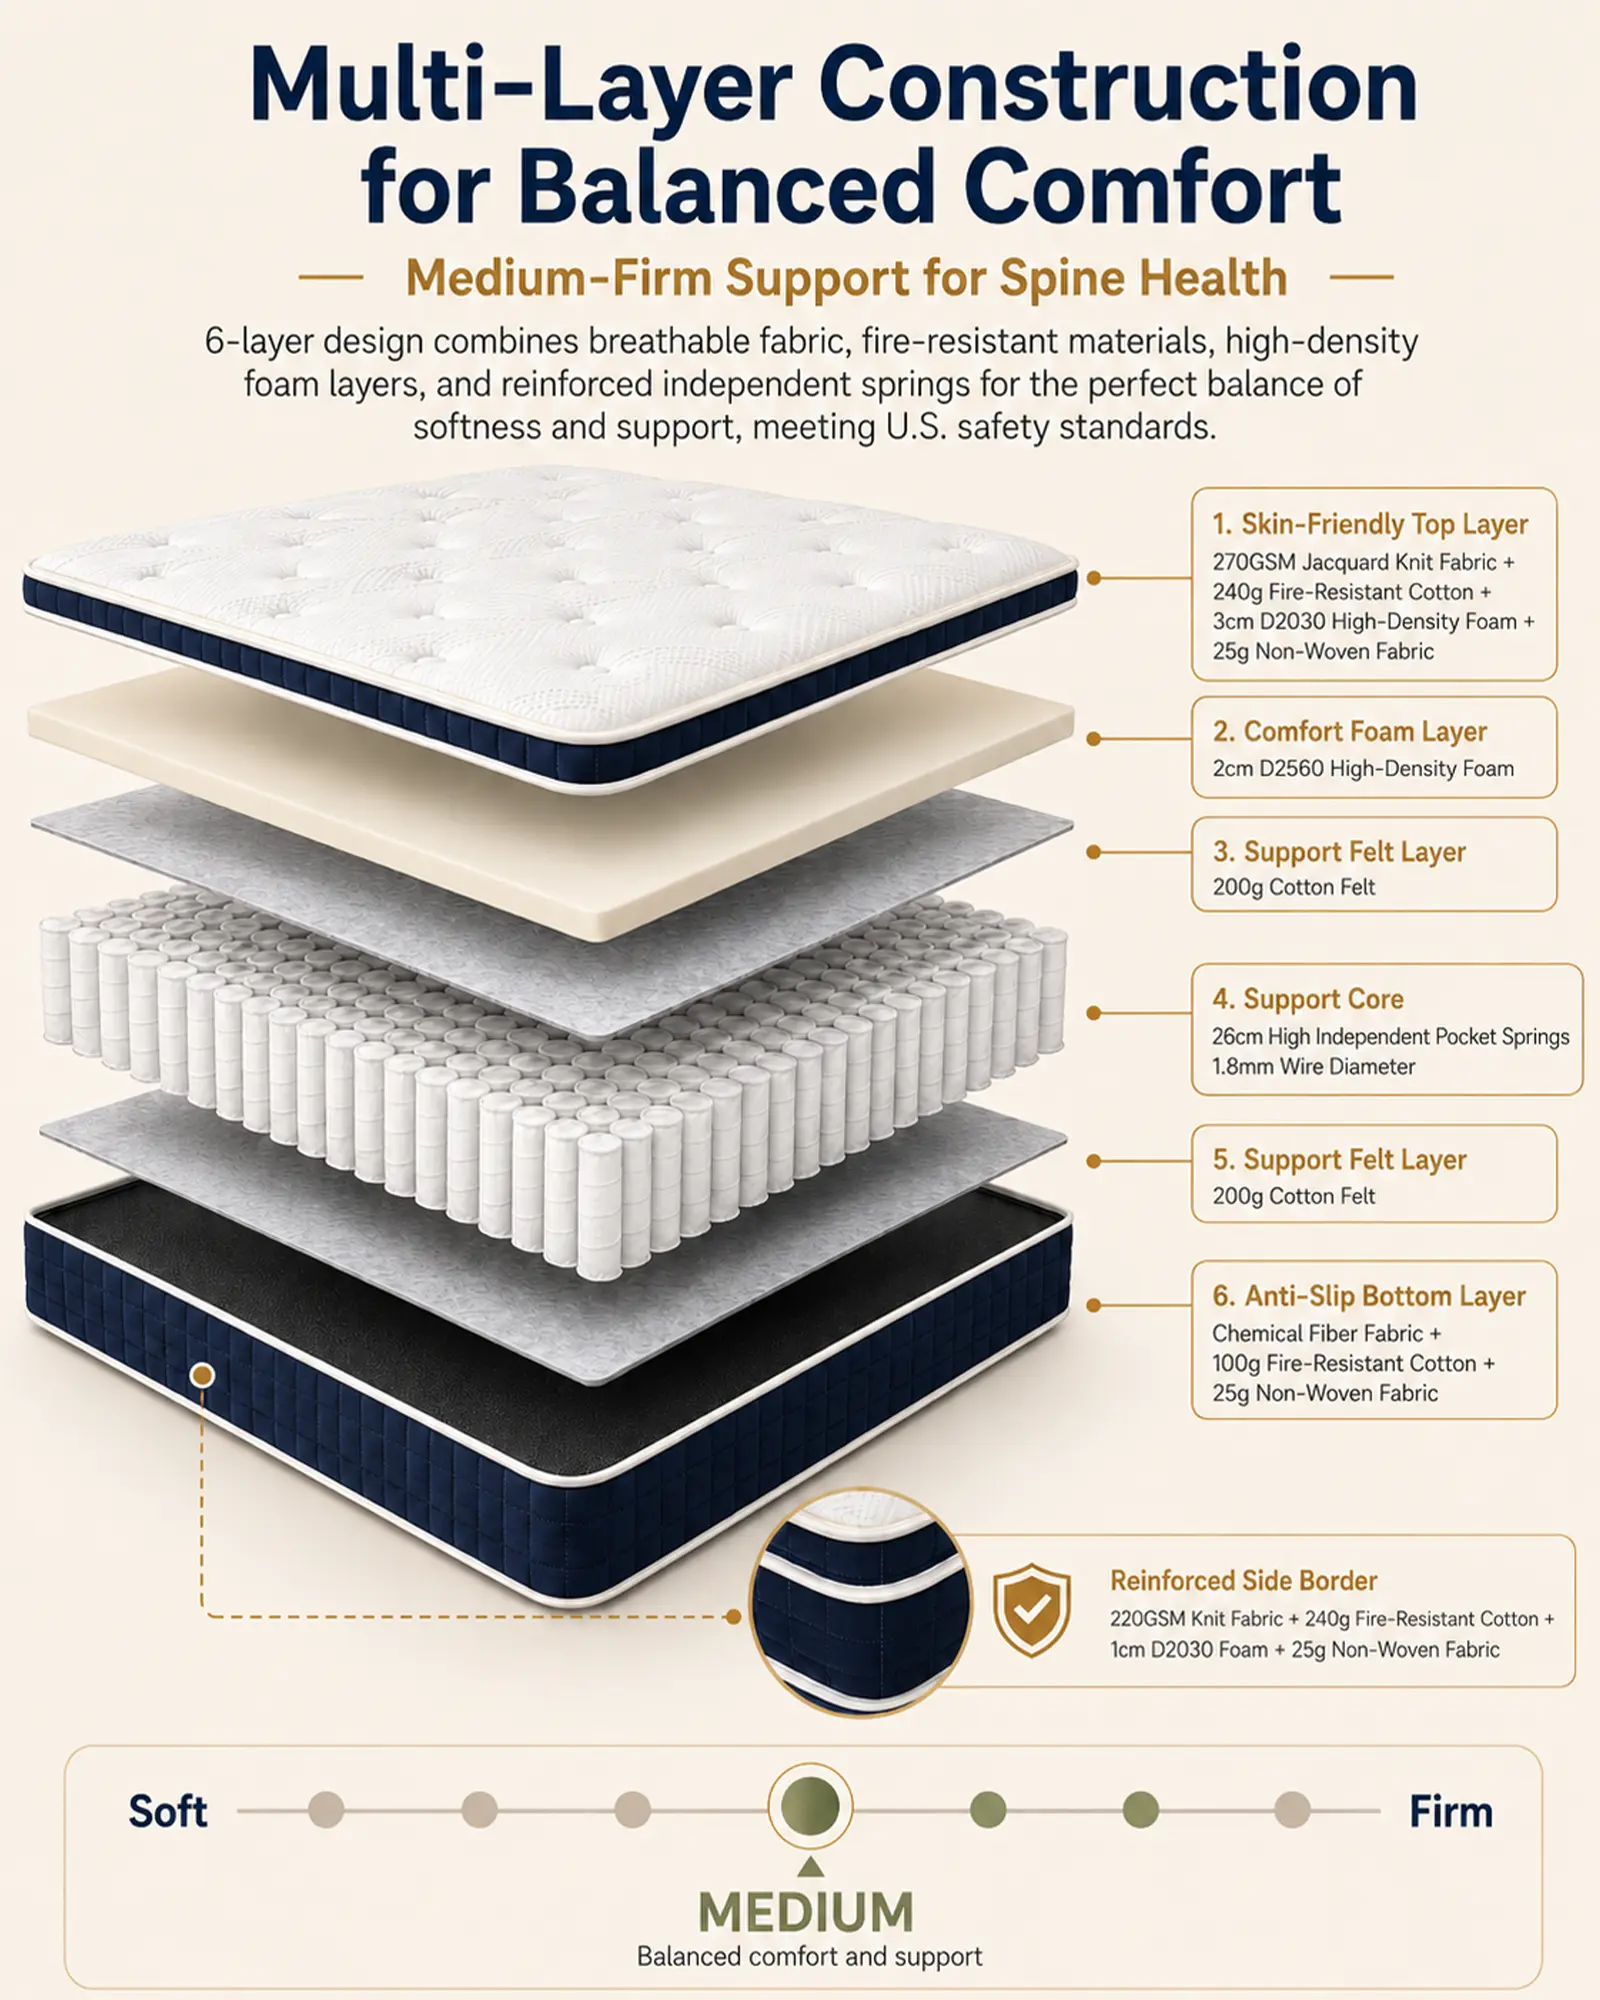 Multi-Layer Construction
for Balanced Comfort
Medium-Firm Support for Spine Health
6-layer design combines breathable fabric, fire-resistant materials, high-density
foam layers, and reinforced independent springs for the perfect balance of
softness and support, meeting U.S. safety standards.
1. Skin-Friendly Top Layer
270GSM Jacquard Knit Fabric +
240g Fire-Resistant Cotton +
3cm D2030 High-Density Foam +
25g Non-Woven Fabric
2. Comfort Foam Layer
2cm D2560 High-Density Foam
3. Support Felt Layer
200g Cotton Felt
4. Support Core
26cm High Independent Pocket Springs
1.8mm Wire Diameter
5. Support Felt Layer
200g Cotton Felt
6. Anti-Slip Bottom Layer
Chemical Fiber Fabric +
100g Fire-Resistant Cotton +
25g Non-Woven Fabric
Reinforced Side Border
220GSM Knit Fabric + 240g Fire-Resistant Cotton +
1cm D2030 Foam + 25g Non-Woven Fabric
Soft
Firm
MEDIUM
Balanced comfort and support